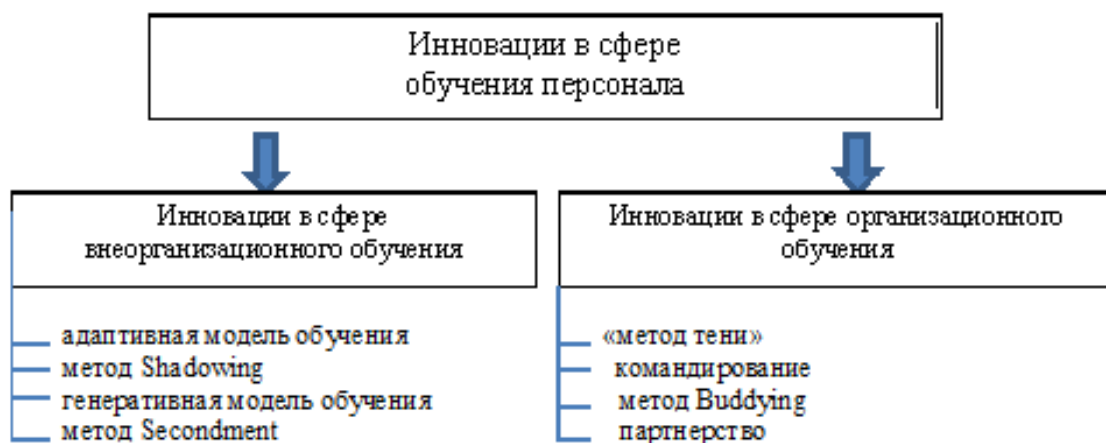 Инновации в сфере
обучения персонала
Инновации в сфере
внеорганизационного обучения
адаптивная модель обучения
метод Shadowing
генеративная модель обучения
метод Secondment
Инновации в сфере организационного
обучения
«метод тени»
командирование
метод Buddying
партнерство